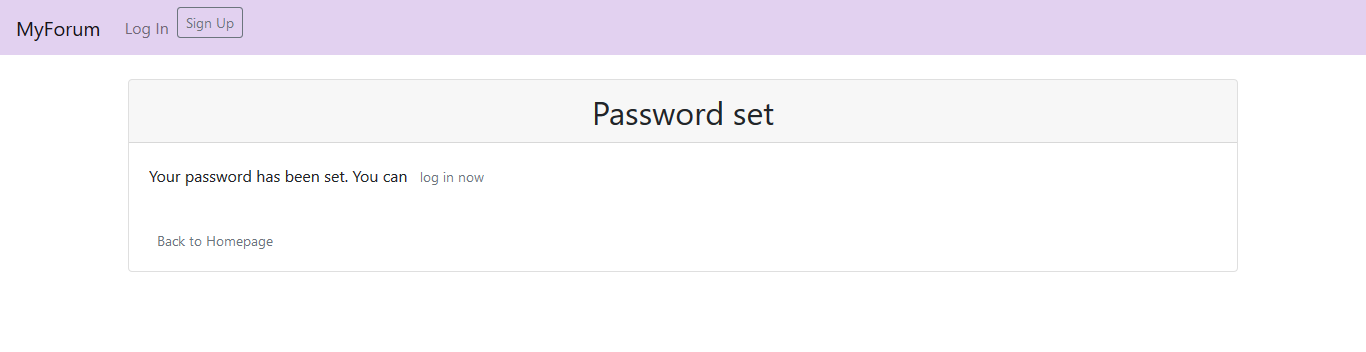 MyForum Log In Sign Up
Password set
Your password has been set. You can log in now
Back to Homepage